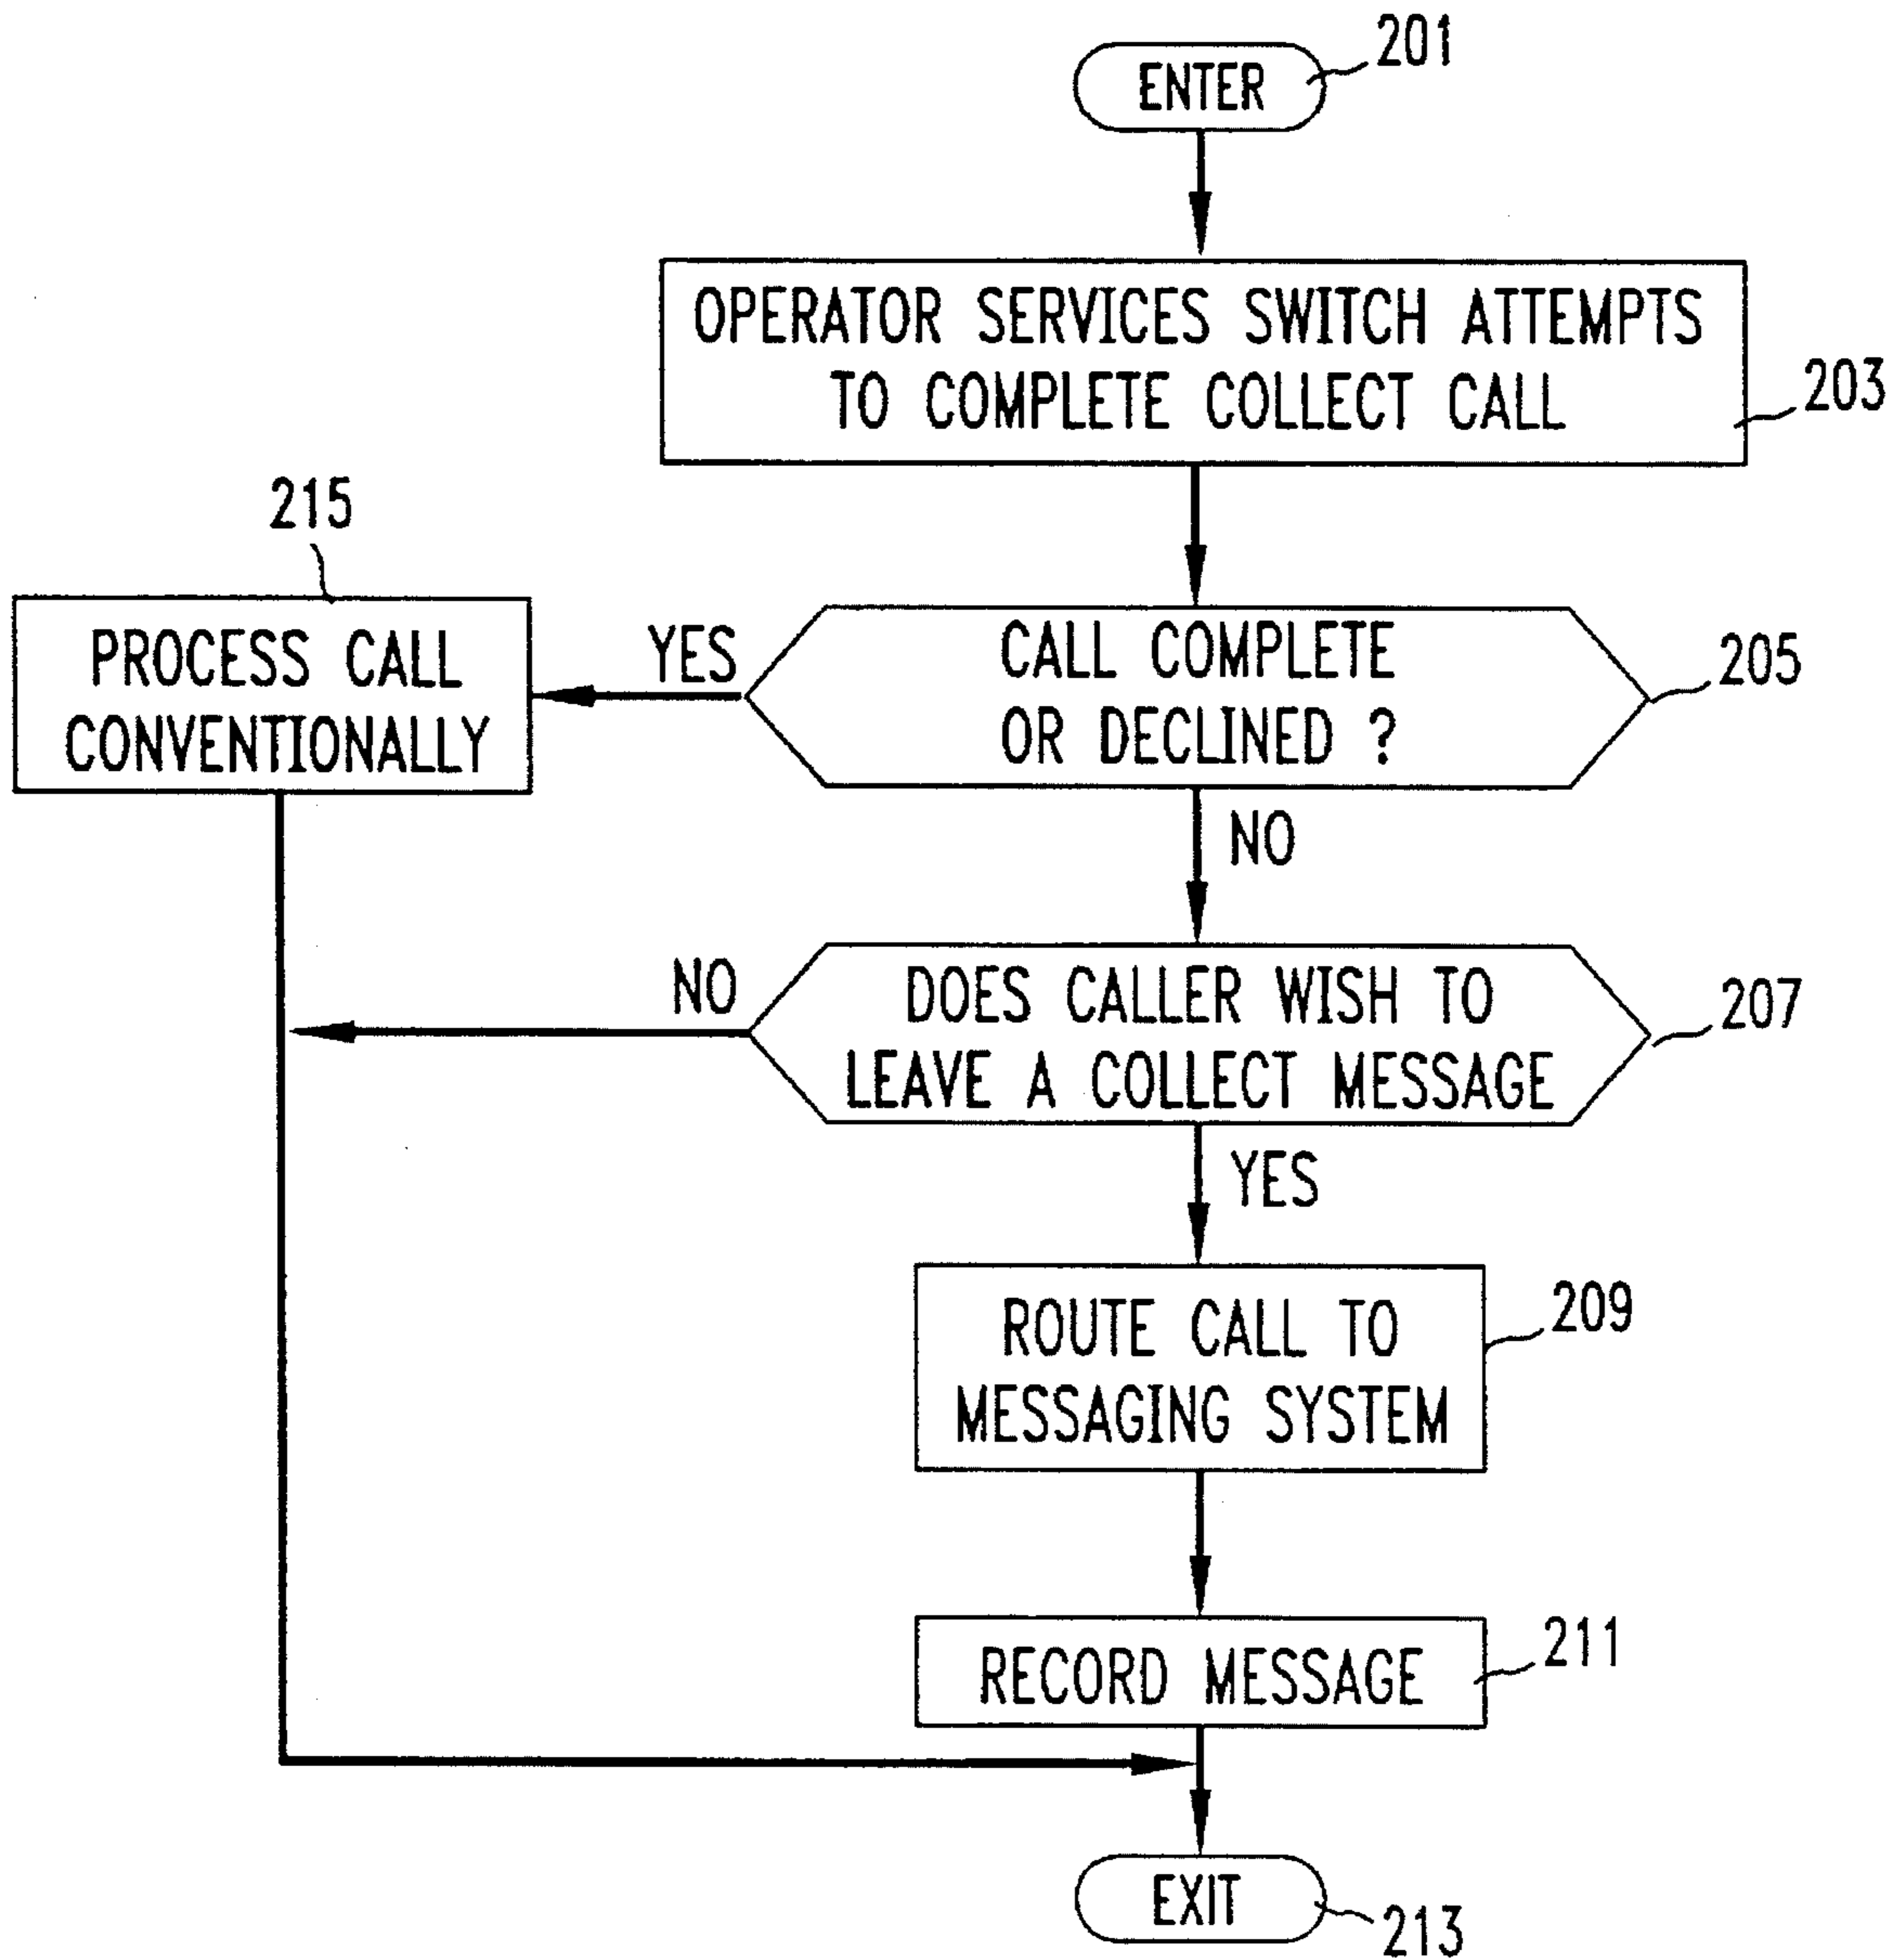 201
ENTER
OPERATOR SERVICES SWITCH ATTEMPTS
TO COMPLETE COLLECT CALL
203
215
PROCESS CALL
CONVENTIONALLY
YES
CALL COMPLETE
OR DECLINED ?
205
NO
NO
DOES CALLER WISH TO
LEAVE A COLLECT MESSAGE
207
YES
ROUTE CALL TO
MESSAGING SYSTEM
209
RECORD MESSAGE
211
EXIT
213